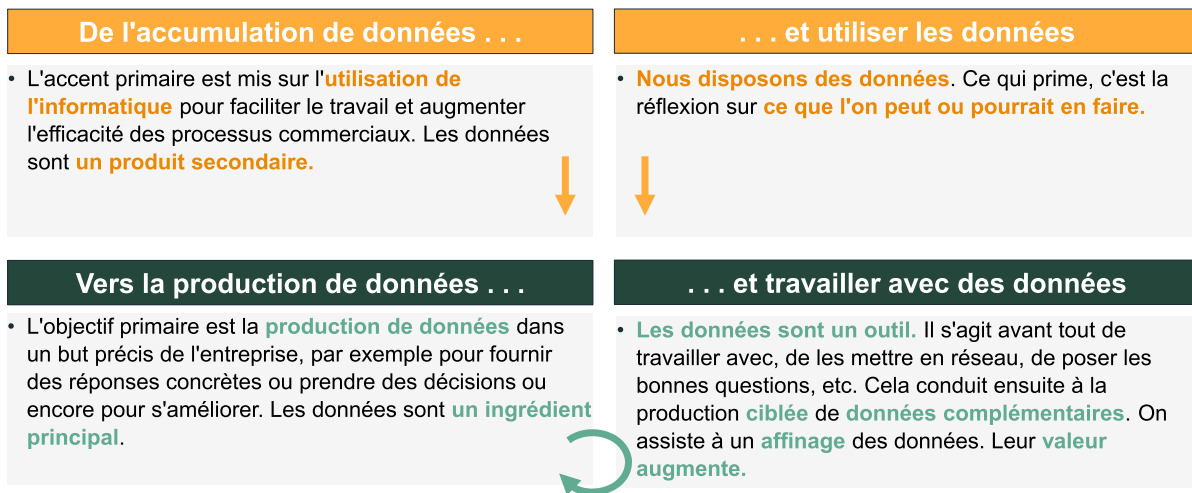 De l'accumulation de données . . .
• L'accent primaire est mis sur l'utilisation de
l'informatique pour faciliter le travail et augmenter
l'efficacité des processus commerciaux. Les données
sont un produit secondaire.
. . . et utiliser les données
• Nous disposons des données. Ce qui prime, c'est la
réflexion sur ce que l'on peut ou pourrait en faire.
Vers la production de données . . .
• L'objectif primaire est la production de données dans
un but précis de l'entreprise, par exemple pour fournir
des réponses concrètes ou prendre des décisions ou
encore pour s'améliorer. Les données sont un ingrédient
principal.
. . . et travailler avec des données
• Les données sont un outil. Il s'agit avant tout de
travailler avec, de les mettre en réseau, de poser les
bonnes questions, etc. Cela conduit ensuite à la
production ciblée de données complémentaires. On
assiste à un affinage des données. Leur valeur
augmente.